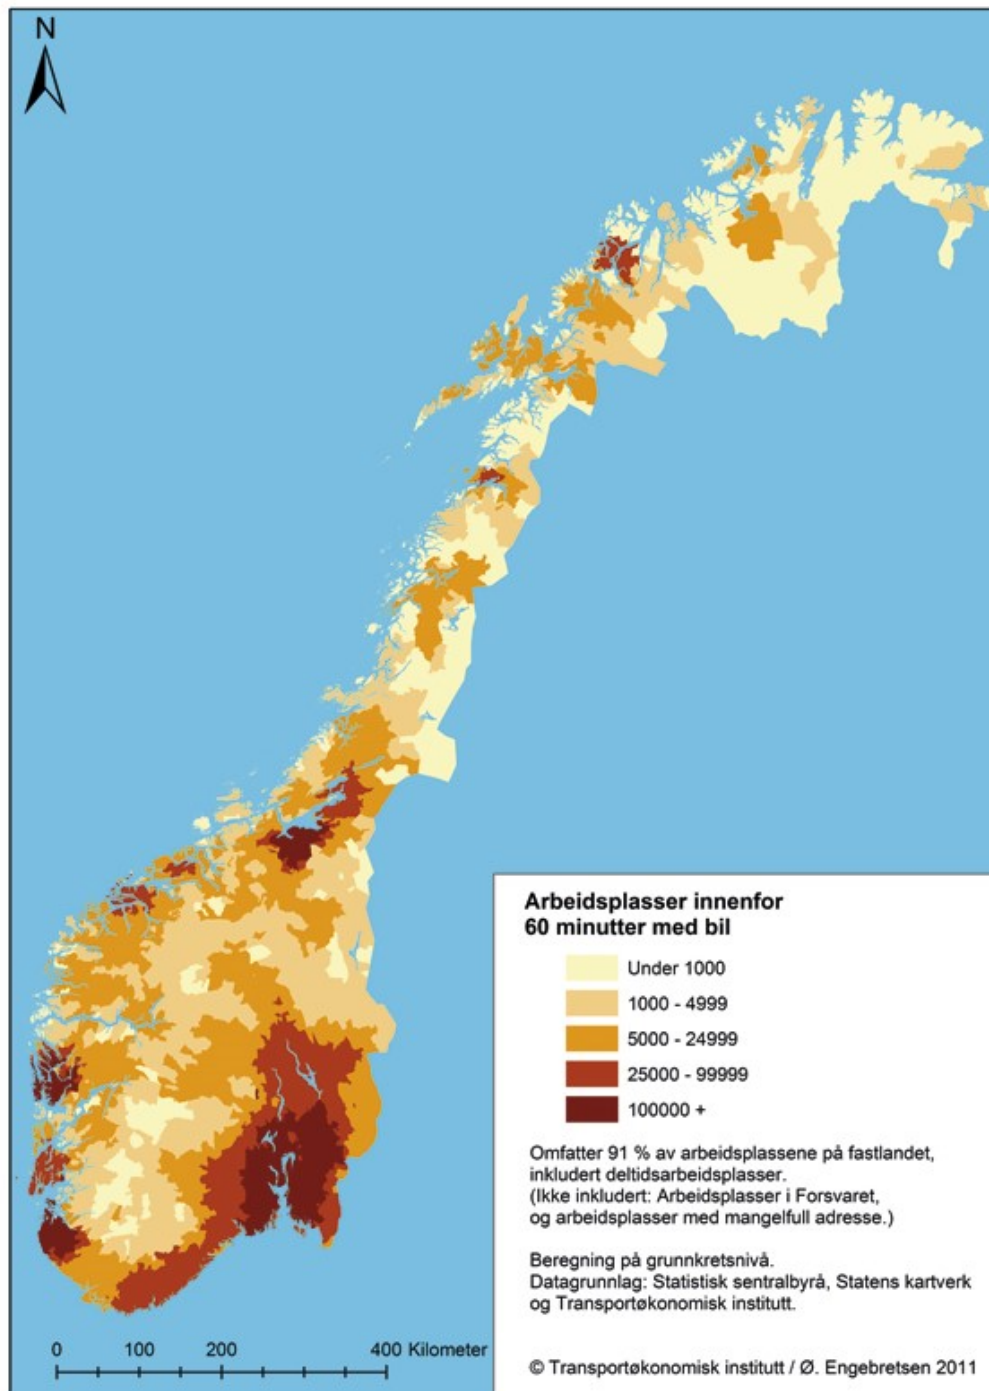 N
Arbeidsplasser innenfor
60 minutter med bil
Under 1000
1000 - 4999
5000 - 24999
25000 - 99999
100000 +
Omfatter 91 % av arbeidsplassene på fastlandet,
inkludert deltidsarbeidsplasser.
(Ikke inkludert: Arbeidsplasser i Forsvaret,
og arbeidsplasser med mangelfull adresse.)
Beregning på grunnkretsnivå.
Datagrunnlag: Statistisk sentralbyrå, Statens kartverk
og Transportøkonomisk institutt.
0 100 200 400 Kilometer
© Transportøkonomisk institutt / Ø. Engebretsen 2011